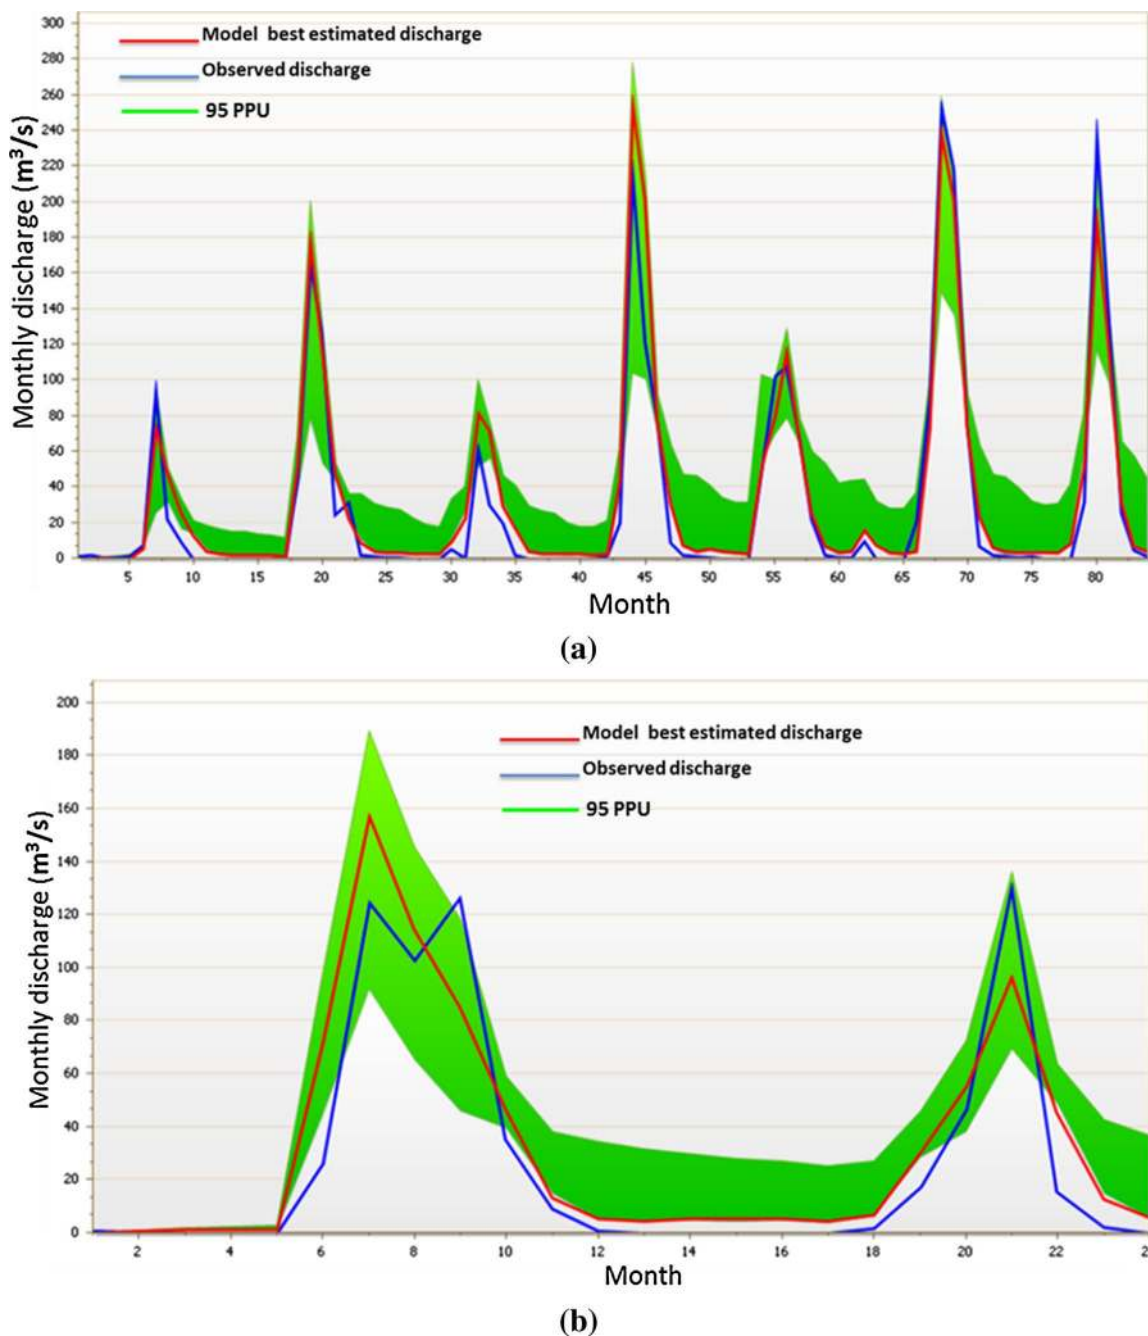 300
280
260
240
220
200
180
160
140
120
100
80
60
40
20
0
Monthly discharge (m³/s)
Model best estimated discharge
Observed discharge
95 PPU
5 10 15 20 25 30 35 40 45 50 55 60 65 70 75 80
Month
(a)
200
180
160
140
120
100
80
60
40
20
0
Monthly discharge (m³/s)
Model best estimated discharge
Observed discharge
95 PPU
2 4 6 8 10 12 14 16 18 20 22 2
Month
(b)